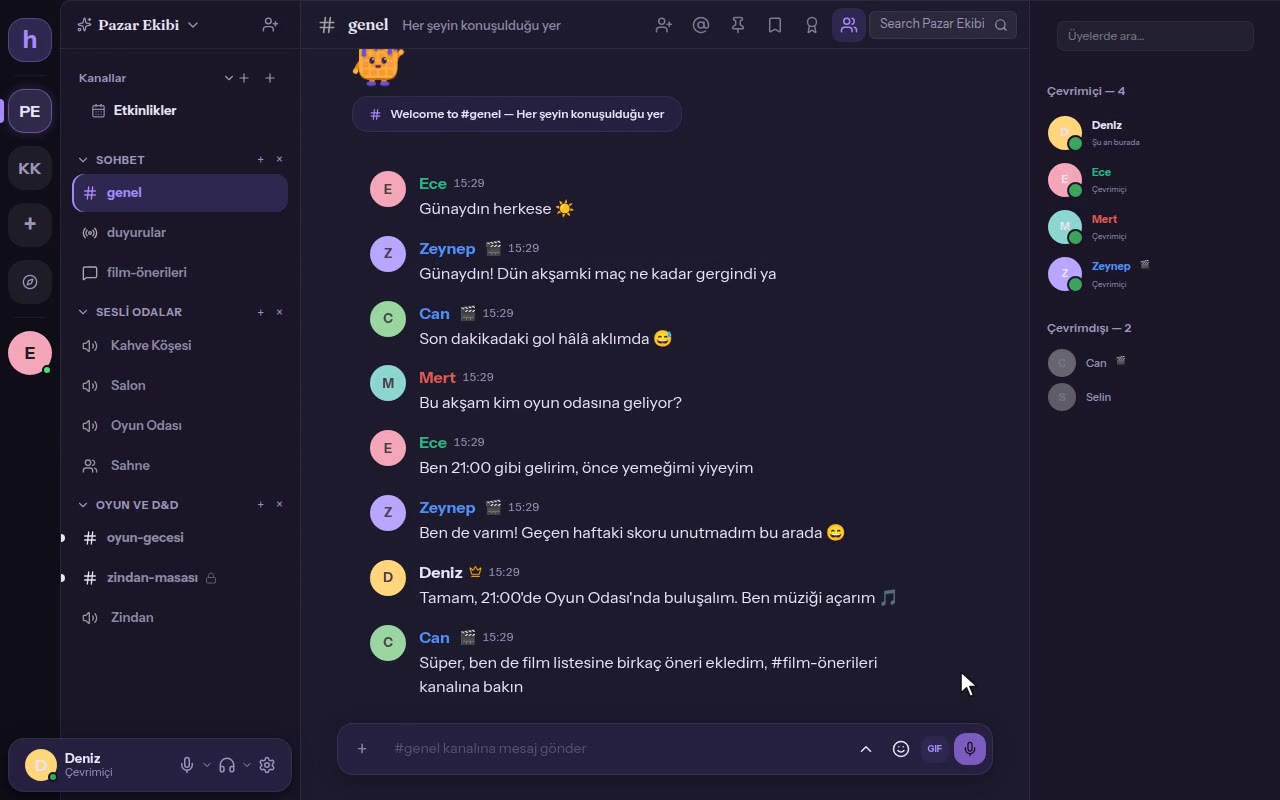 h
PE
KK
E
Pazar Ekibi
Kanallar
Etkinlikler
SOHBET
genel
duyurular
film-önerileri
SESLİ ODALAR
Kahve Köşesi
Salon
Oyun Odası
Sahne
OYUN VE D&D
oyun-gecesi
zindan-masası
Zindan
D
Deniz
Çevrimiçi
genel
Her şeyin konuşulduğu yer
Search Pazar Ekibi
# Welcome to #genel — Her şeyin konuşulduğu yer
E
Ece 15:29
Günaydın herkese ☀️
Z
Zeynep 🎬 15:29
Günaydın! Dün akşamki maç ne kadar gergindi ya
C
Can 🎬 15:29
Son dakikadaki gol hâlâ aklımda 😅
M
Mert 15:29
Bu akşam kim oyun odasına geliyor?
E
Ece 15:29
Ben 21:00 gibi gelirim, önce yemeğimi yiyeyim
Z
Zeynep 🎬 15:29
Ben de varım! Geçen haftaki skoru unutmadım bu arada 😄
D
Deniz 15:29
Tamam, 21:00'de Oyun Odası'nda buluşalım. Ben müziği açarım 🎵
C
Can 🎬 15:29
Süper, ben de film listesine birkaç öneri ekledim, #film-önerileri
kanalına bakın
#genel kanalına mesaj gönder
GIF
Üyelerde ara...
Çevrimiçi — 4
D
Deniz
Şu an burada
E
Ece
Çevrimiçi
M
Mert
Çevrimiçi
Z
Zeynep 🎬
Çevrimiçi
Çevrimdışı — 2
C
Can 🎬
S
Selin